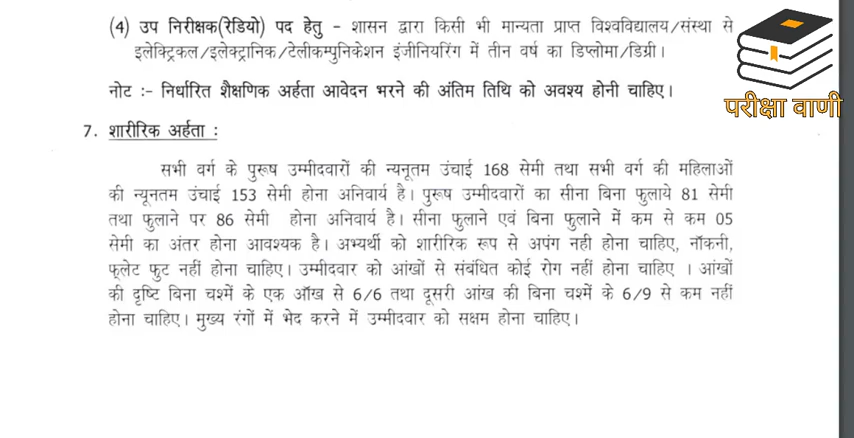 (4) उप निरीक्षक(रेडियो) पद हेतु - शासन द्वारा किसी भी मान्यता प्राप्त विश्वविद्यालय/संस्था से
इलेक्ट्रिकल/इलेक्ट्रानिक/टेलीकम्पुनिकेशन इंजीनियरिंग में तीन वर्ष का डिप्लोमा/डिग्री।
नोट :- निर्धारित शैक्षणिक अर्हता आवेदन भरने की अंतिम तिथि को अवश्य होनी चाहिए।
परीक्षा वाणी
7. शारीरिक अर्हता :
सभी वर्ग के पुरूष उम्मीदवारों की न्यनूतम उंचाई 168 सेमी तथा सभी वर्ग की महिलाओं
की न्यूनतम उंचाई 153 सेमी होना अनिवार्य है। पुरूष उम्मीदवारों का सीना बिना फुलाये 81 सेमी
तथा फुलाने पर 86 सेमी होना अनिवार्य है। सीना फुलाने एवं बिना फुलाने में कम से कम 05
सेमी का अंतर होना आवश्यक है। अभ्यर्थी को शारीरिक रूप से अपंग नही होना चाहिए, नॉकनी,
फ्लेट फुट नहीं होना चाहिए। उम्मीदवार को आंखों से संबंधित कोई रोग नहीं होना चाहिए । आंखों
की दृष्टि बिना चश्में के एक ऑख से 6/6 तथा दूसरी आंख की बिना चश्में के 6/9 से कम नहीं
होना चाहिए। मुख्य रंगों में भेद करने में उम्मीदवार को सक्षम होना चाहिए।